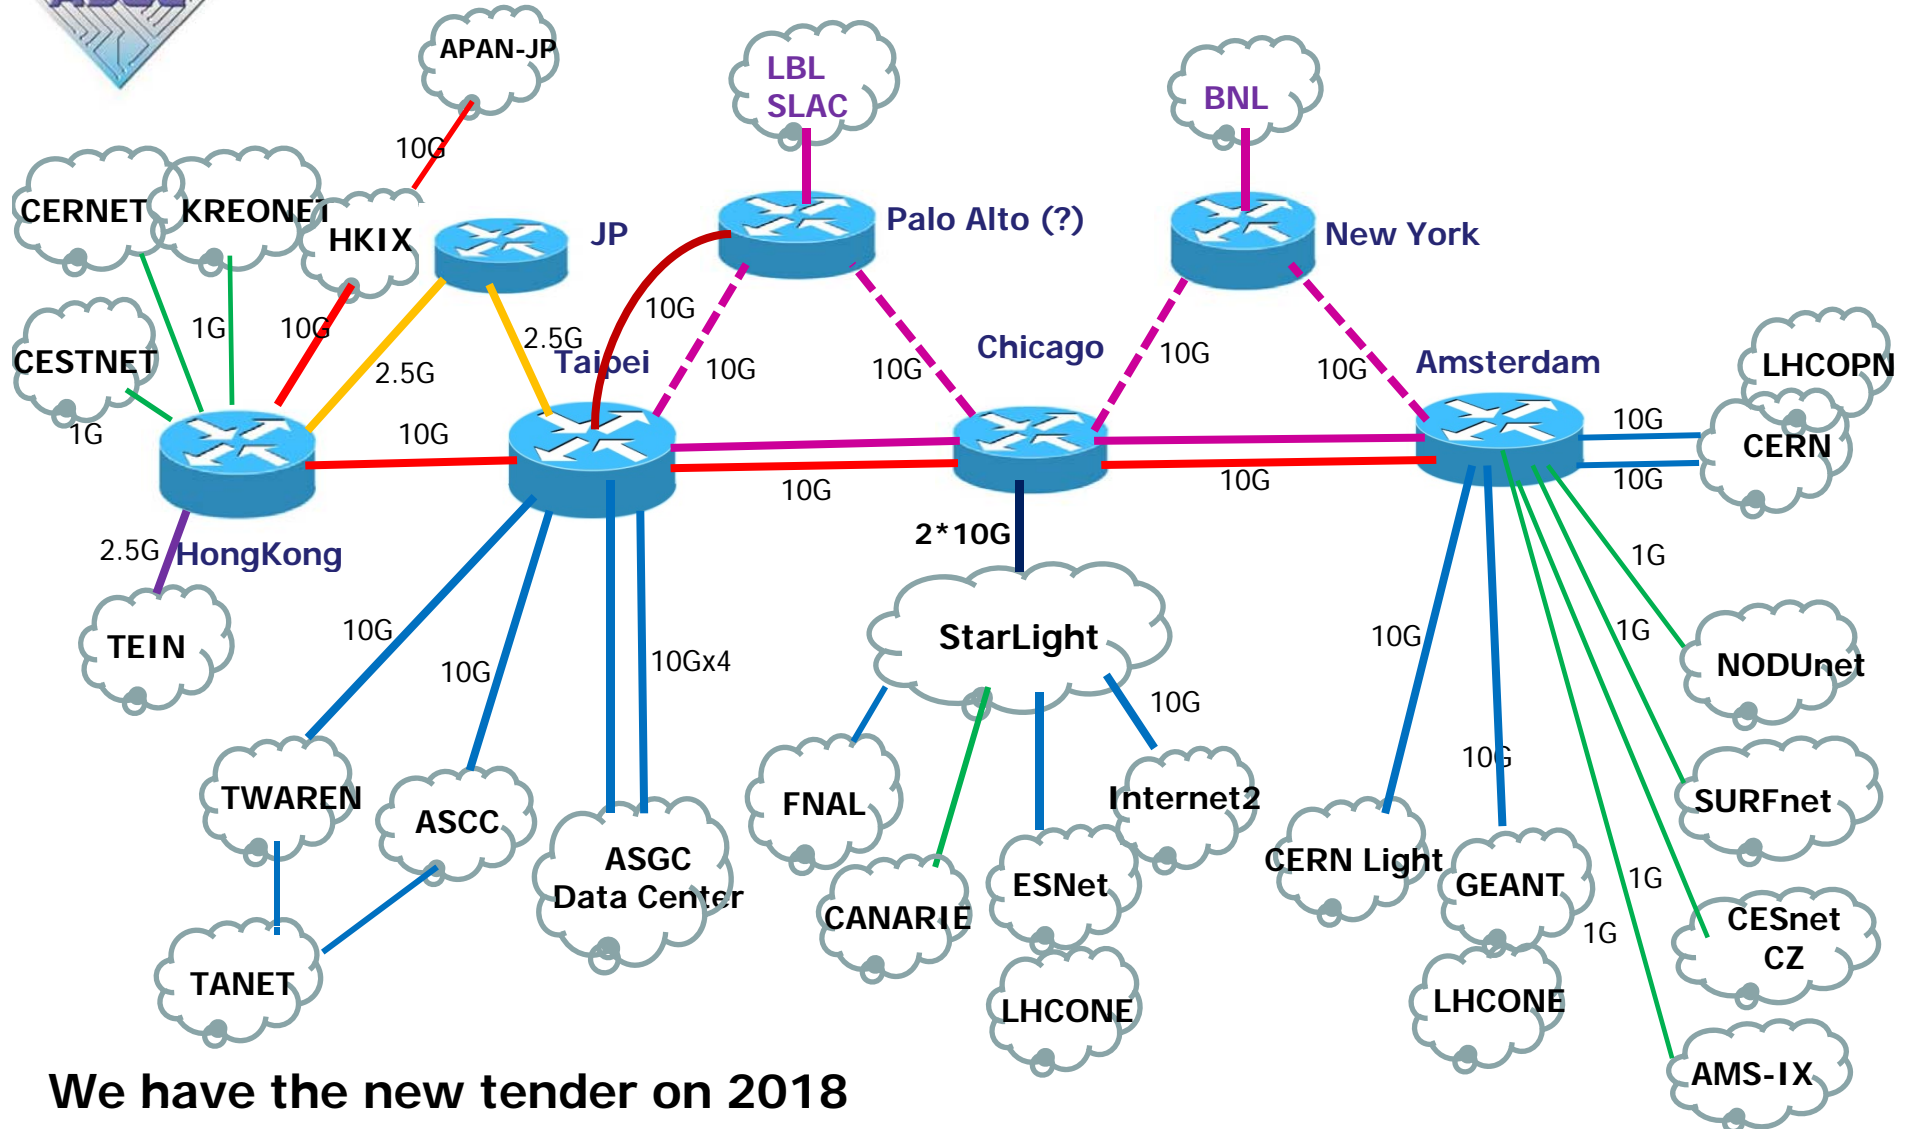 APAN-JP
LBL
SLAC
BNL
10G
CERNET
KREONET
HKIX
JP
Palo Alto (?)
New York
1G
10G
2.5G
2.5G
10G
10G
10G
10G
10G
Taipei
Chicago
Amsterdam
CESTNET
1G
LHCOPN
CERN
10G
10G
10G
10G
10G
2*10G
2.5G
HongKong
TEIN
10G
10G
10Gx4
StarLight
10G
10G
10G
1G
1G
1G
1G
NODUnet
SURFnet
CESnet
CZ
AMS-IX
TWAREN
ASCC
ASGC
Data Center
TANET
FNAL
CANARIE
ESNet
Internet2
LHCONE
CERN Light
GEANT
LHCONE
We have the new tender on 2018